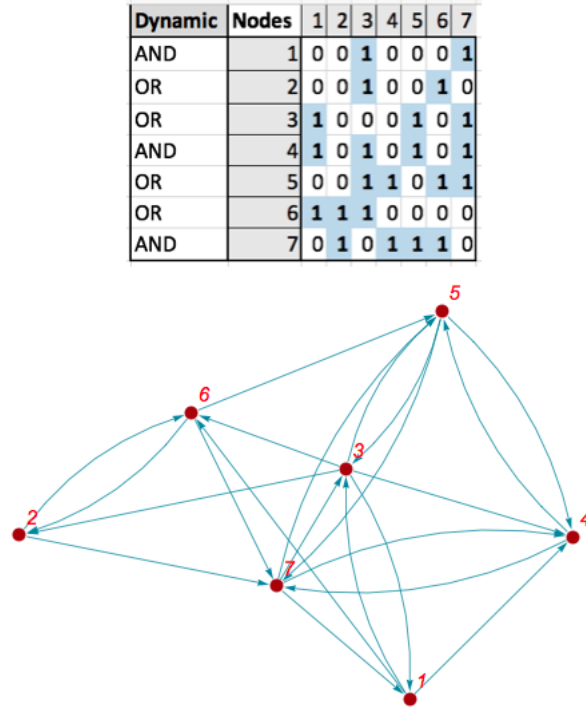 Dynamic Nodes 1 2 3 4 5 6 7
AND 1 0 0 1 0 0 0 1
OR 2 0 0 1 0 0 1 0
OR 3 1 0 0 0 1 0 1
AND 4 1 0 1 0 1 0 1
OR 5 0 0 1 1 0 1 1
OR 6 1 1 1 0 0 0 0
AND 7 0 1 0 1 1 1 0
5
6
3
2
4
7
1